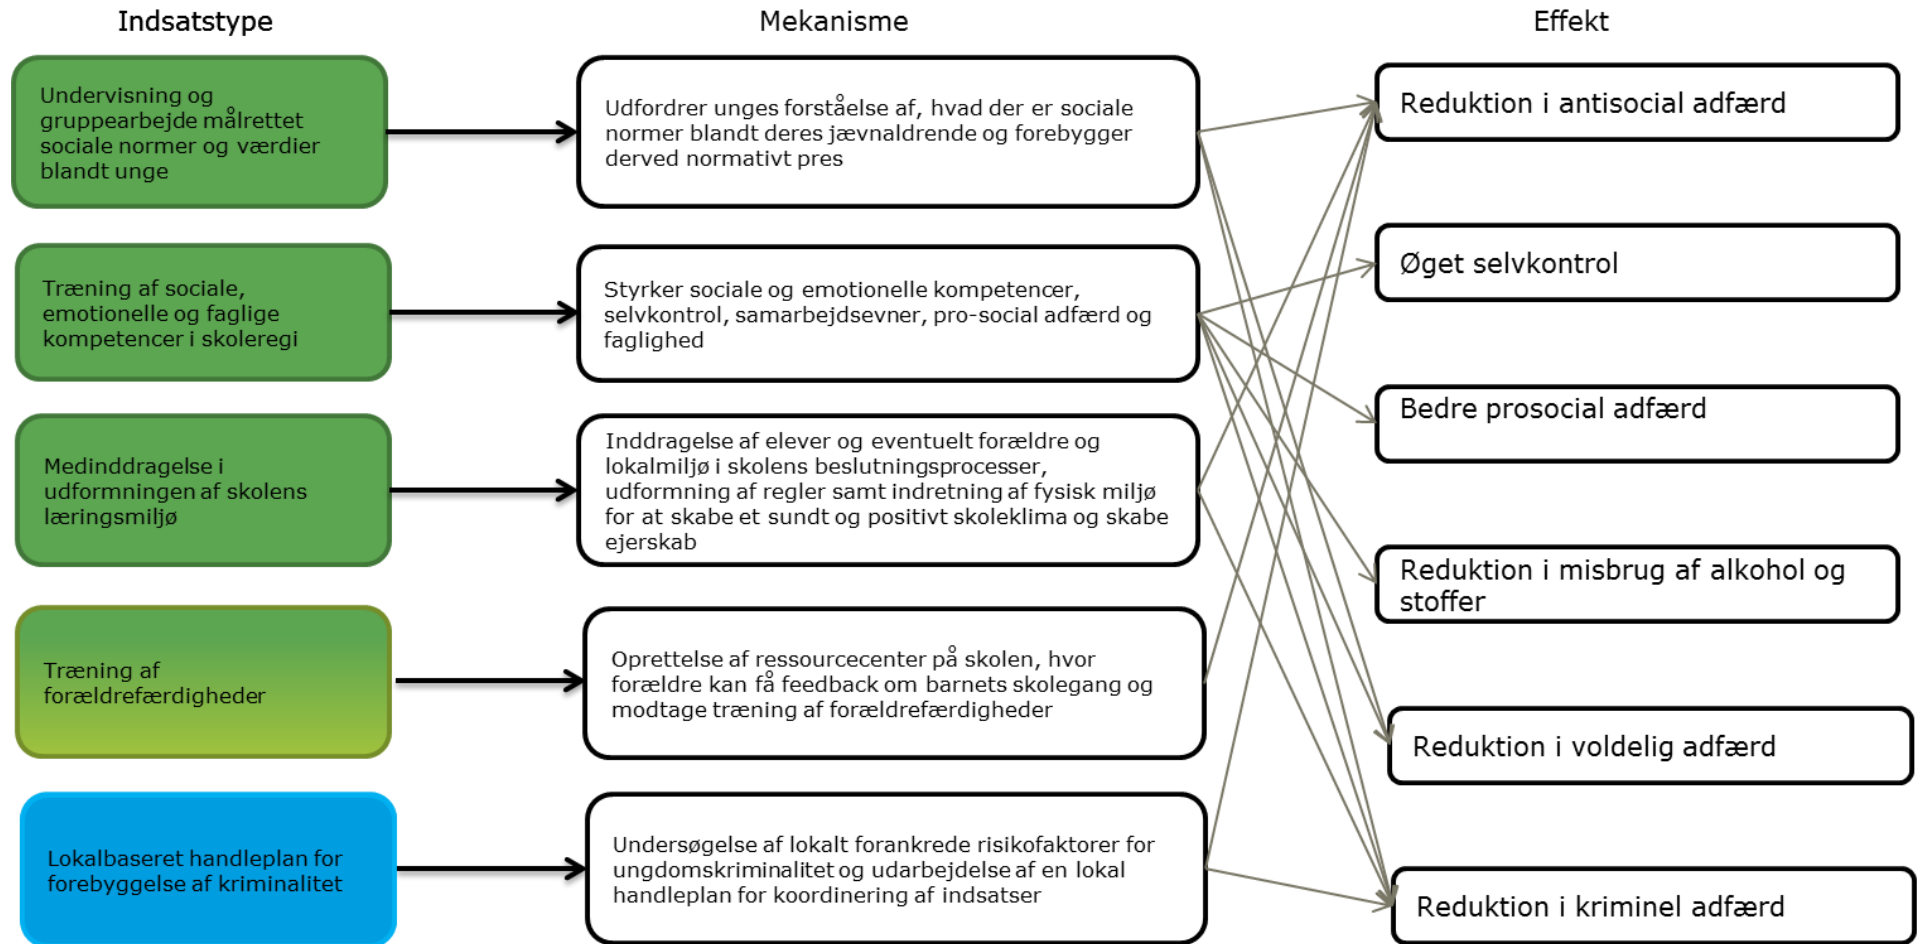 Indsatstype
Mekanisme
Effekt
Undervisning og
gruppearbejde målrettet
sociale normer og værdier
blandt unge
Udfordrer unges forståelse af, hvad der er sociale
normer blandt deres jævnaldrende og forebygger
derved normativt pres
Reduktion i antisocial adfærd
Træning af sociale,
emotionelle og faglige
kompetencer i skoleregi
Styrker sociale og emotionelle kompetencer,
selvkontrol, samarbejdsevner, pro-social adfærd og
faglighed
Øget selvkontrol
Bedre prosocial adfærd
Medinddragelse i
udformningen af skolens
læringsmiljø
Inddragelse af elever og eventuelt forældre og
lokalmiljø i skolens beslutningsprocesser,
udformning af regler samt indretning af fysisk miljø
for at skabe et sundt og positivt skoleklima og skabe
ejerskab
Reduktion i misbrug af alkohol og
stoffer
Træning af
forældrefærdigheder
Oprettelse af ressourcecenter på skolen, hvor
forældre kan få feedback om barnets skolegang og
modtage træning af forældrefærdigheder
Reduktion i voldelig adfærd
Lokalbaseret handleplan for
forebyggelse af kriminalitet
Undersøgelse af lokalt forankrede risikofaktorer for
ungdomskriminalitet og udarbejdelse af en lokal
handleplan for koordinering af indsatser
Reduktion i kriminel adfærd